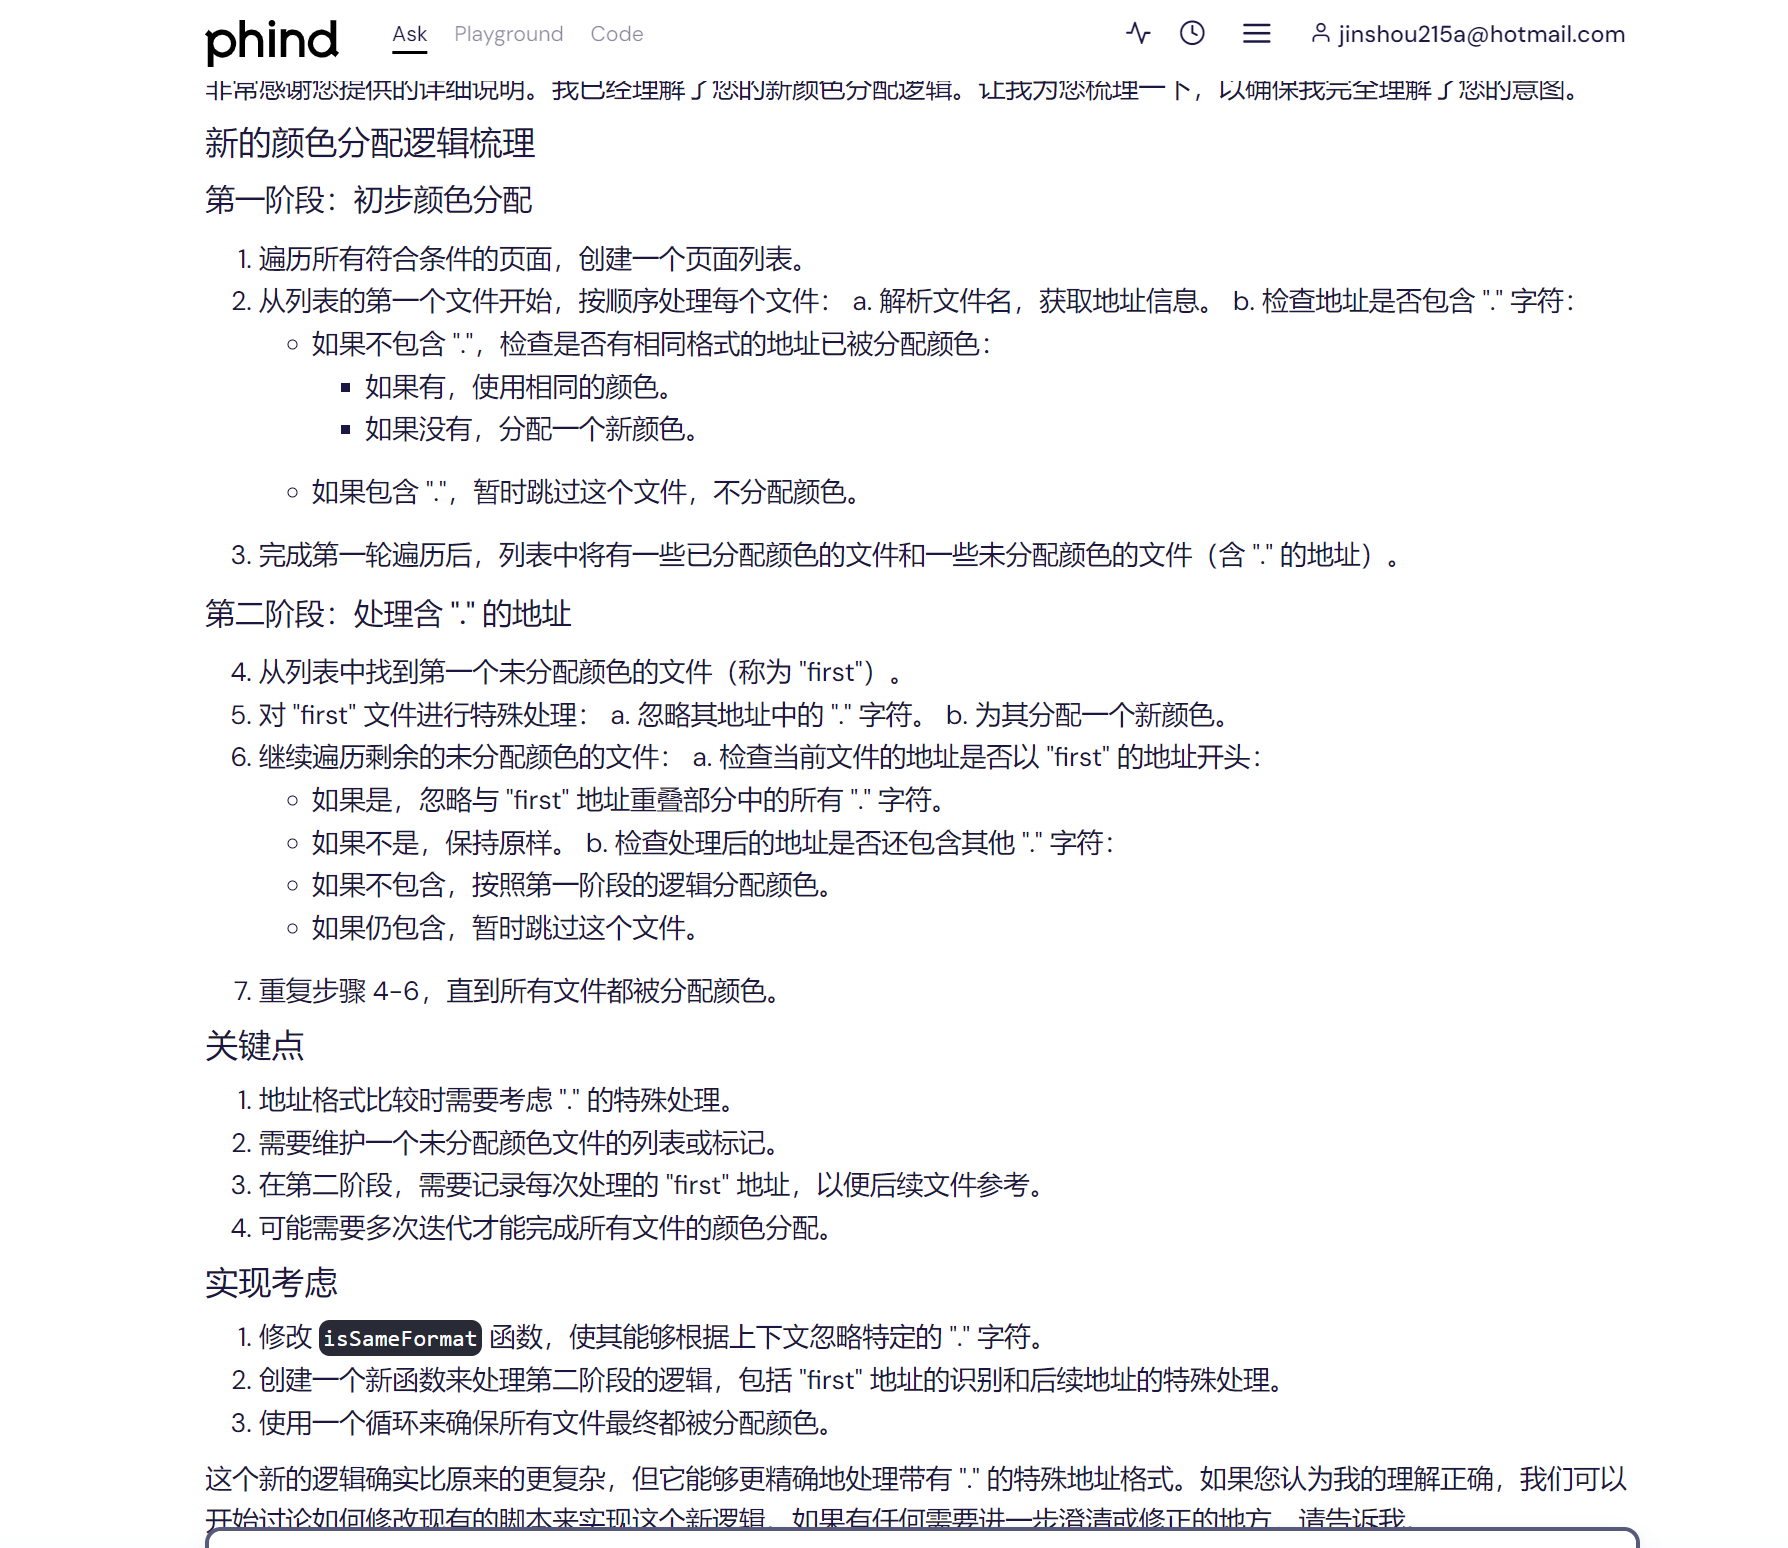 phind
Ask Playground Code jinshou215a@hotmail.com
非常感谢您提供的详细说明。我已经理解了您的新颜色分配逻辑。让我为您梳理一下，以确保我完全理解了您的意图。
新的颜色分配逻辑梳理
第一阶段：初步颜色分配
1. 遍历所有符合条件的页面，创建一个页面列表。
2. 从列表的第一个文件开始，按顺序处理每个文件： a. 解析文件名，获取地址信息。 b. 检查地址是否包含 "." 字符：
如果不包含 "."，检查是否有相同格式的地址已被分配颜色：
如果有，使用相同的颜色。
如果没有，分配一个新颜色。
如果包含 "."，暂时跳过这个文件，不分配颜色。
3. 完成第一轮遍历后，列表中将有一些已分配颜色的文件和一些未分配颜色的文件（含 "." 的地址）。
第二阶段：处理含 "." 的地址
4. 从列表中找到第一个未分配颜色的文件（称为 "first"）。
5. 对 "first" 文件进行特殊处理： a. 忽略其地址中的 "." 字符。 b. 为其分配一个新颜色。
6. 继续遍历剩余的未分配颜色的文件： a. 检查当前文件的地址是否以 "first" 的地址开头：
如果是，忽略与 "first" 地址重叠部分中的所有 "." 字符。
如果不是，保持原样。 b. 检查处理后的地址是否还包含其他 "." 字符：
如果不包含，按照第一阶段的逻辑分配颜色。
如果仍包含，暂时跳过这个文件。
7. 重复步骤 4-6，直到所有文件都被分配颜色。
关键点
1. 地址格式比较时需要考虑 "." 的特殊处理。
2. 需要维护一个未分配颜色文件的列表或标记。
3. 在第二阶段，需要记录每次处理的 "first" 地址，以便后续文件参考。
4. 可能需要多次迭代才能完成所有文件的颜色分配。
实现考虑
1. 修改 isSameFormat 函数，使其能够根据上下文忽略特定的 "." 字符。
2. 创建一个新函数来处理第二阶段的逻辑，包括 "first" 地址的识别和后续地址的特殊处理。
3. 使用一个循环来确保所有文件最终都被分配颜色。
这个新的逻辑确实比原来的更复杂，但它能够更精确地处理带有 "." 的特殊地址格式。如果您认为我的理解正确，我们可以
开始讨论如何修改现有的脚本来实现这个新逻辑。如果有任何需要进一步澄清或修正的地方，请告诉我。